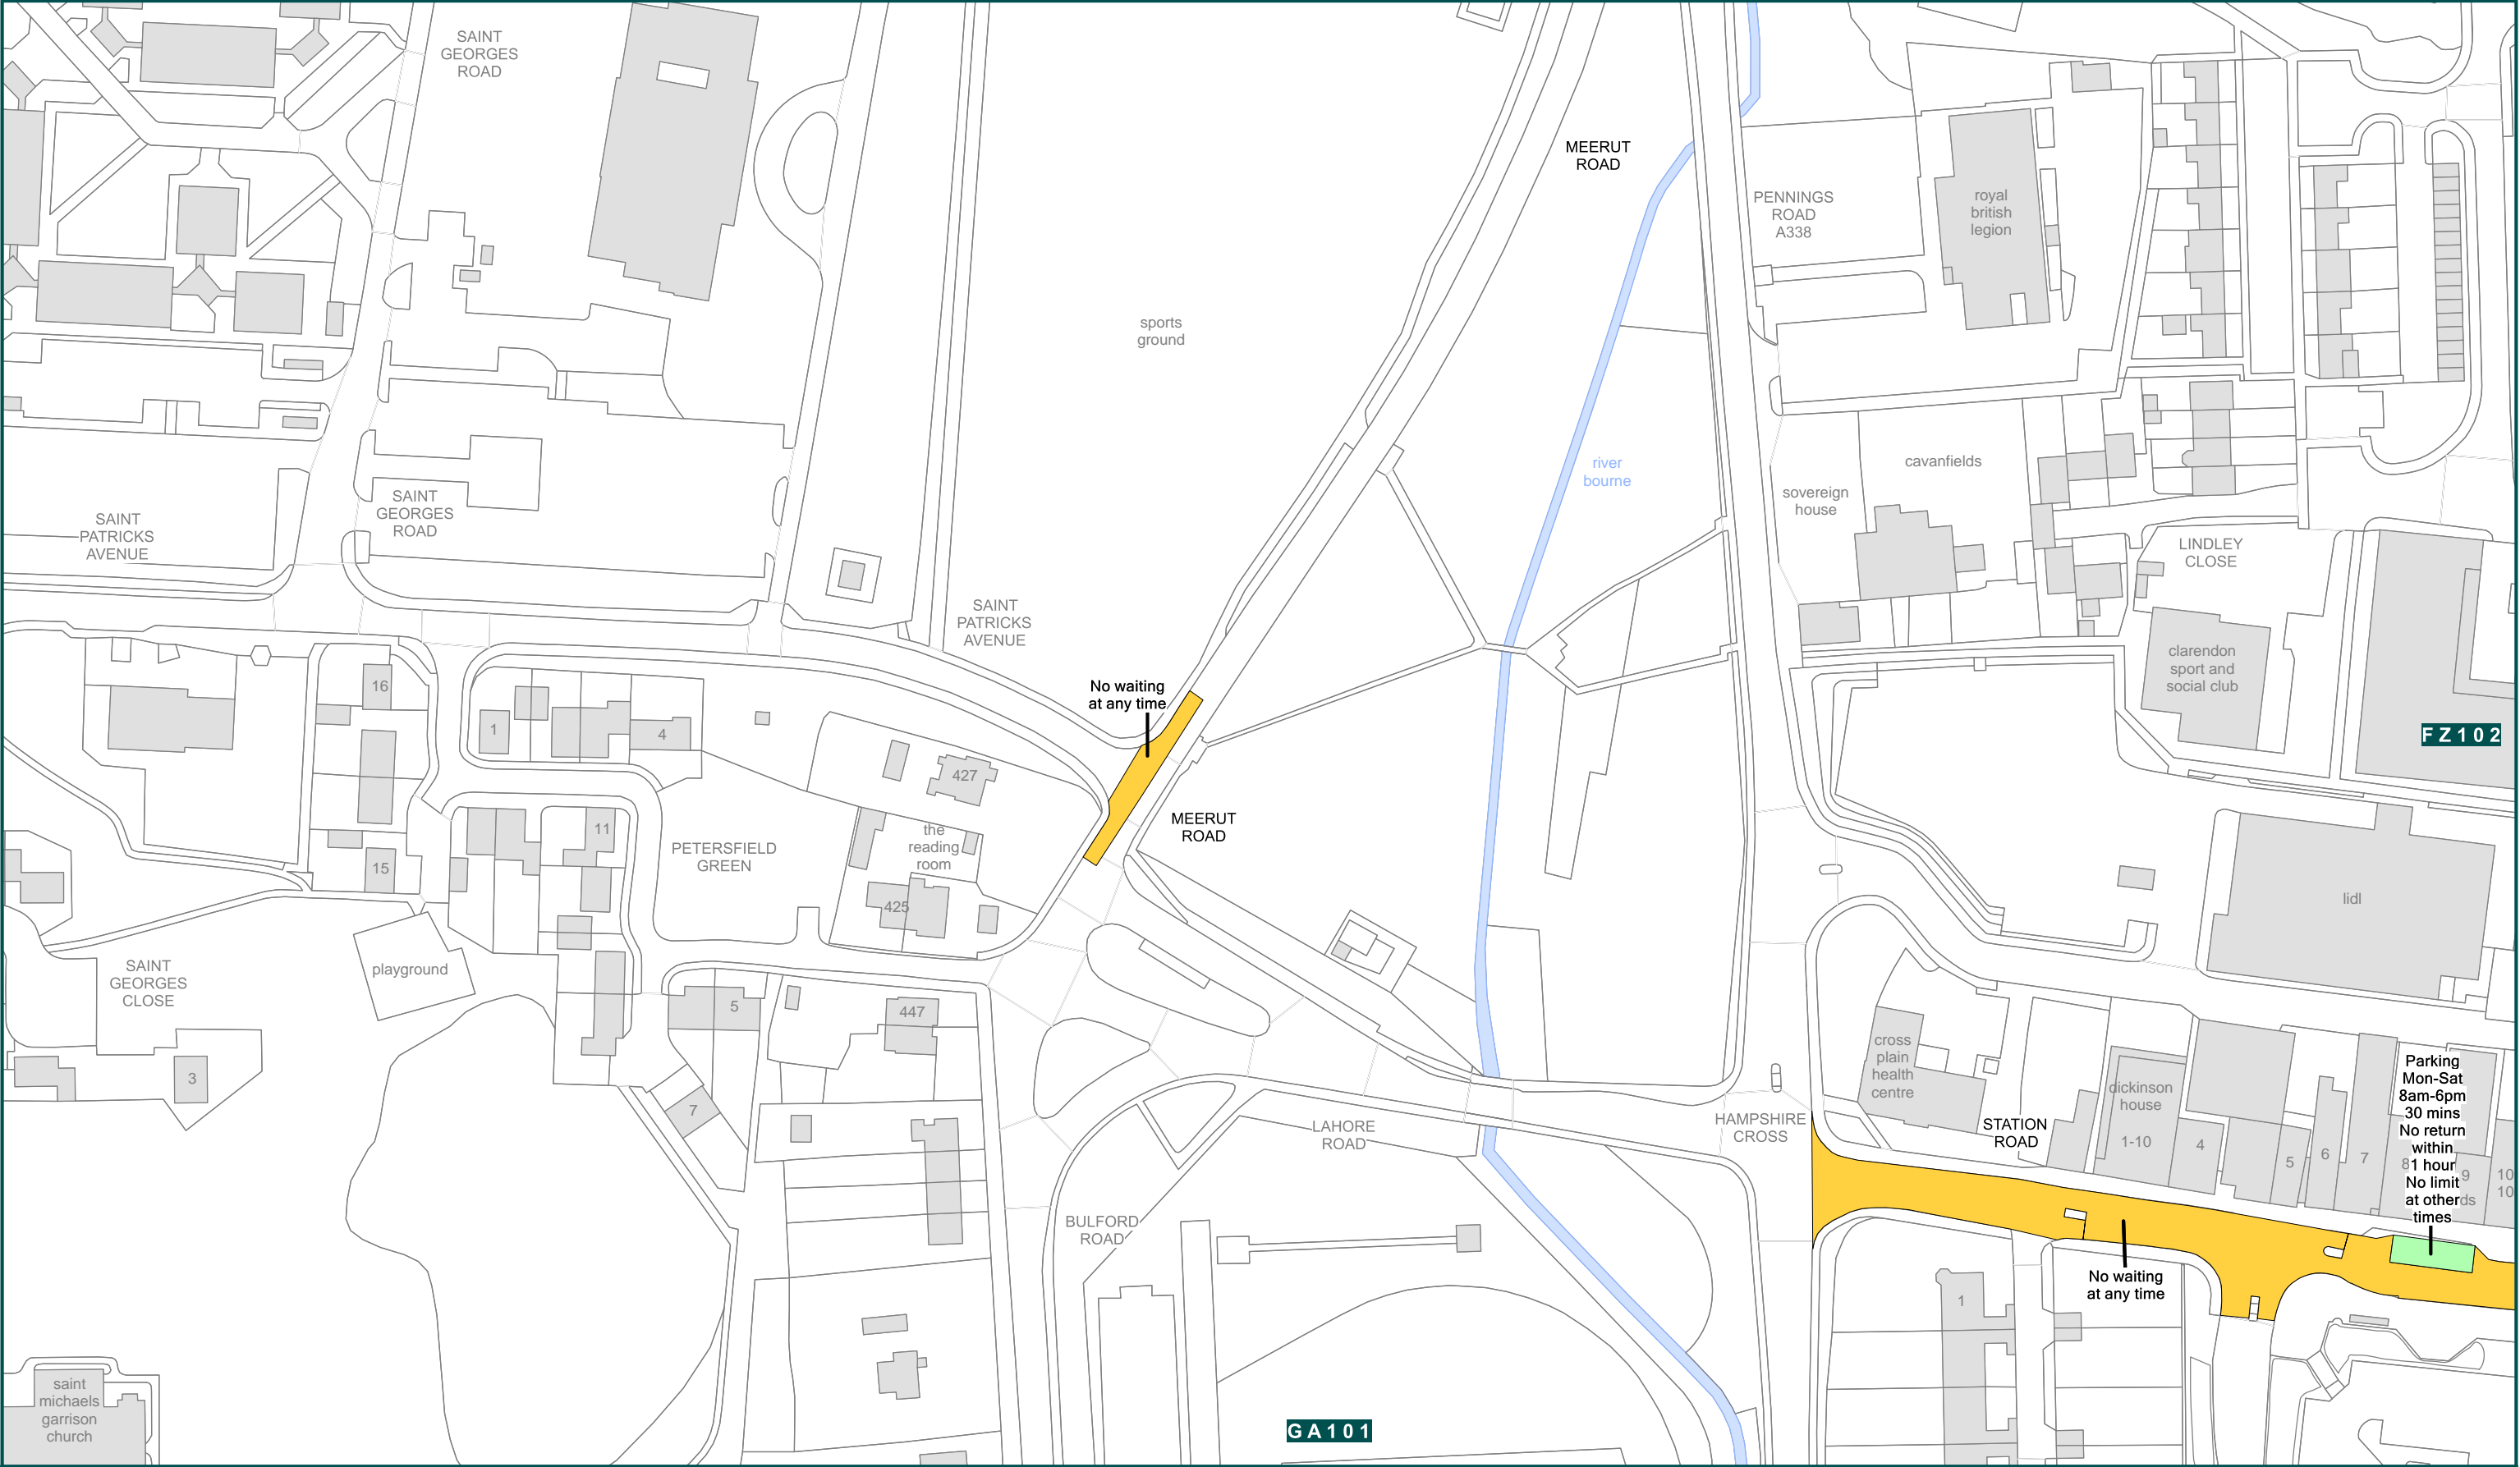 SAINT
GEORGES
ROAD
MEERUT
ROAD
PENNINGS
ROAD
A338
royal
british
legion
sports
ground
river
bourne
cavanfields
sovereign
house
SAINT
GEORGES
ROAD
SAINT
PATRICKS
AVENUE
LINDLEY
CLOSE
SAINT
PATRICKS
AVENUE
clarendon
sport and
social club
16
No waiting
at any time
1
4
FZ102
427
MEERUT
ROAD
11
the
reading
room
PETERSFIELD
GREEN
15
425
lidl
SAINT
GEORGES
CLOSE
playground
5
447
cross
plain
health
centre
3
7
dickinson
house
1-10
Parking
Mon-Sat
8am-6pm
30 mins
No return
within
1 hour
No limit
at other
times
LAHORE
ROAD
HAMPSHIRE
CROSS
STATION
ROAD
4
5
6
7
8
9
10
10
ds
BULFORD
ROAD
No waiting
at any time
1
saint
michaels
garrison
church
GA101